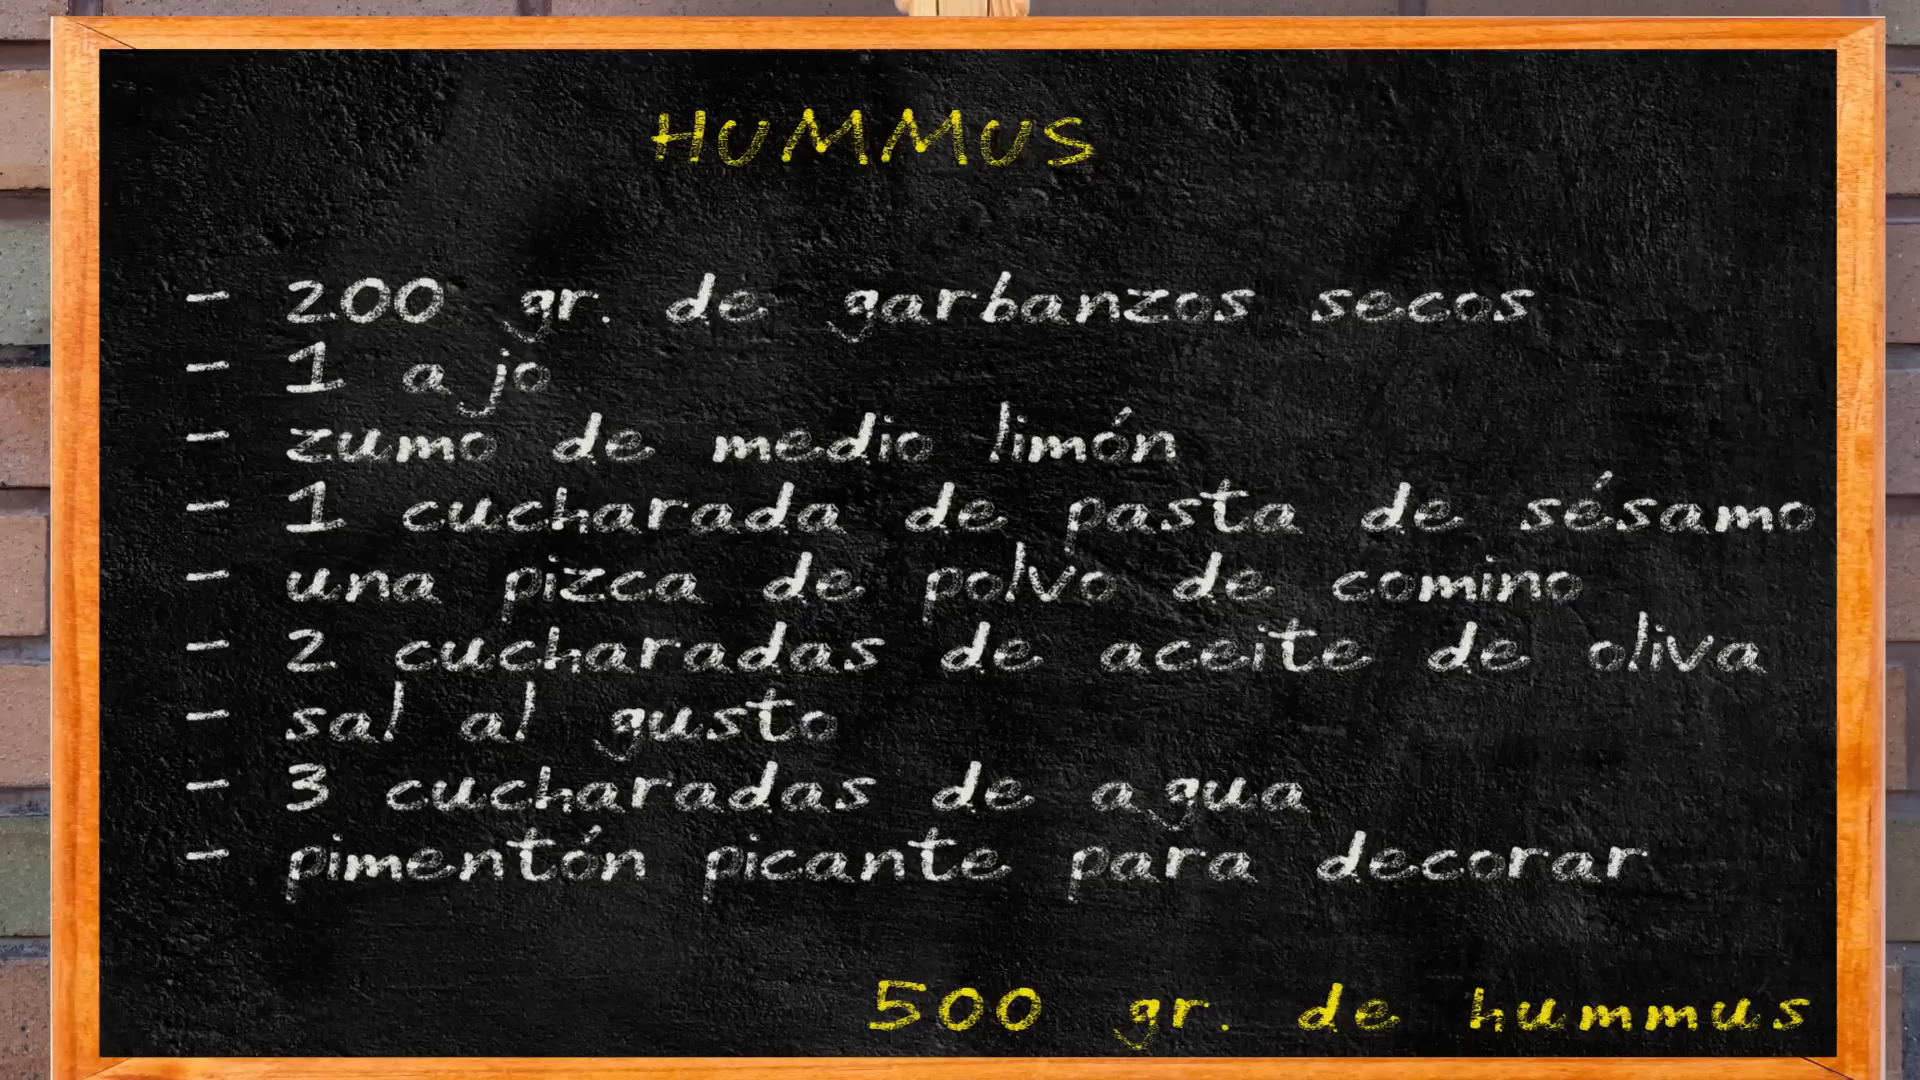 HUMMUS
- 200 gr. de garbanzos secos
- 1 ajo
- zumo de medio limón
- 1 cucharada de pasta de sésamo
- una pizca de polvo de comino
- 2 cucharadas de aceite de oliva
- sal al gusto
- 3 cucharadas de agua
- pimentón picante para decorar
500 gr. de hummus